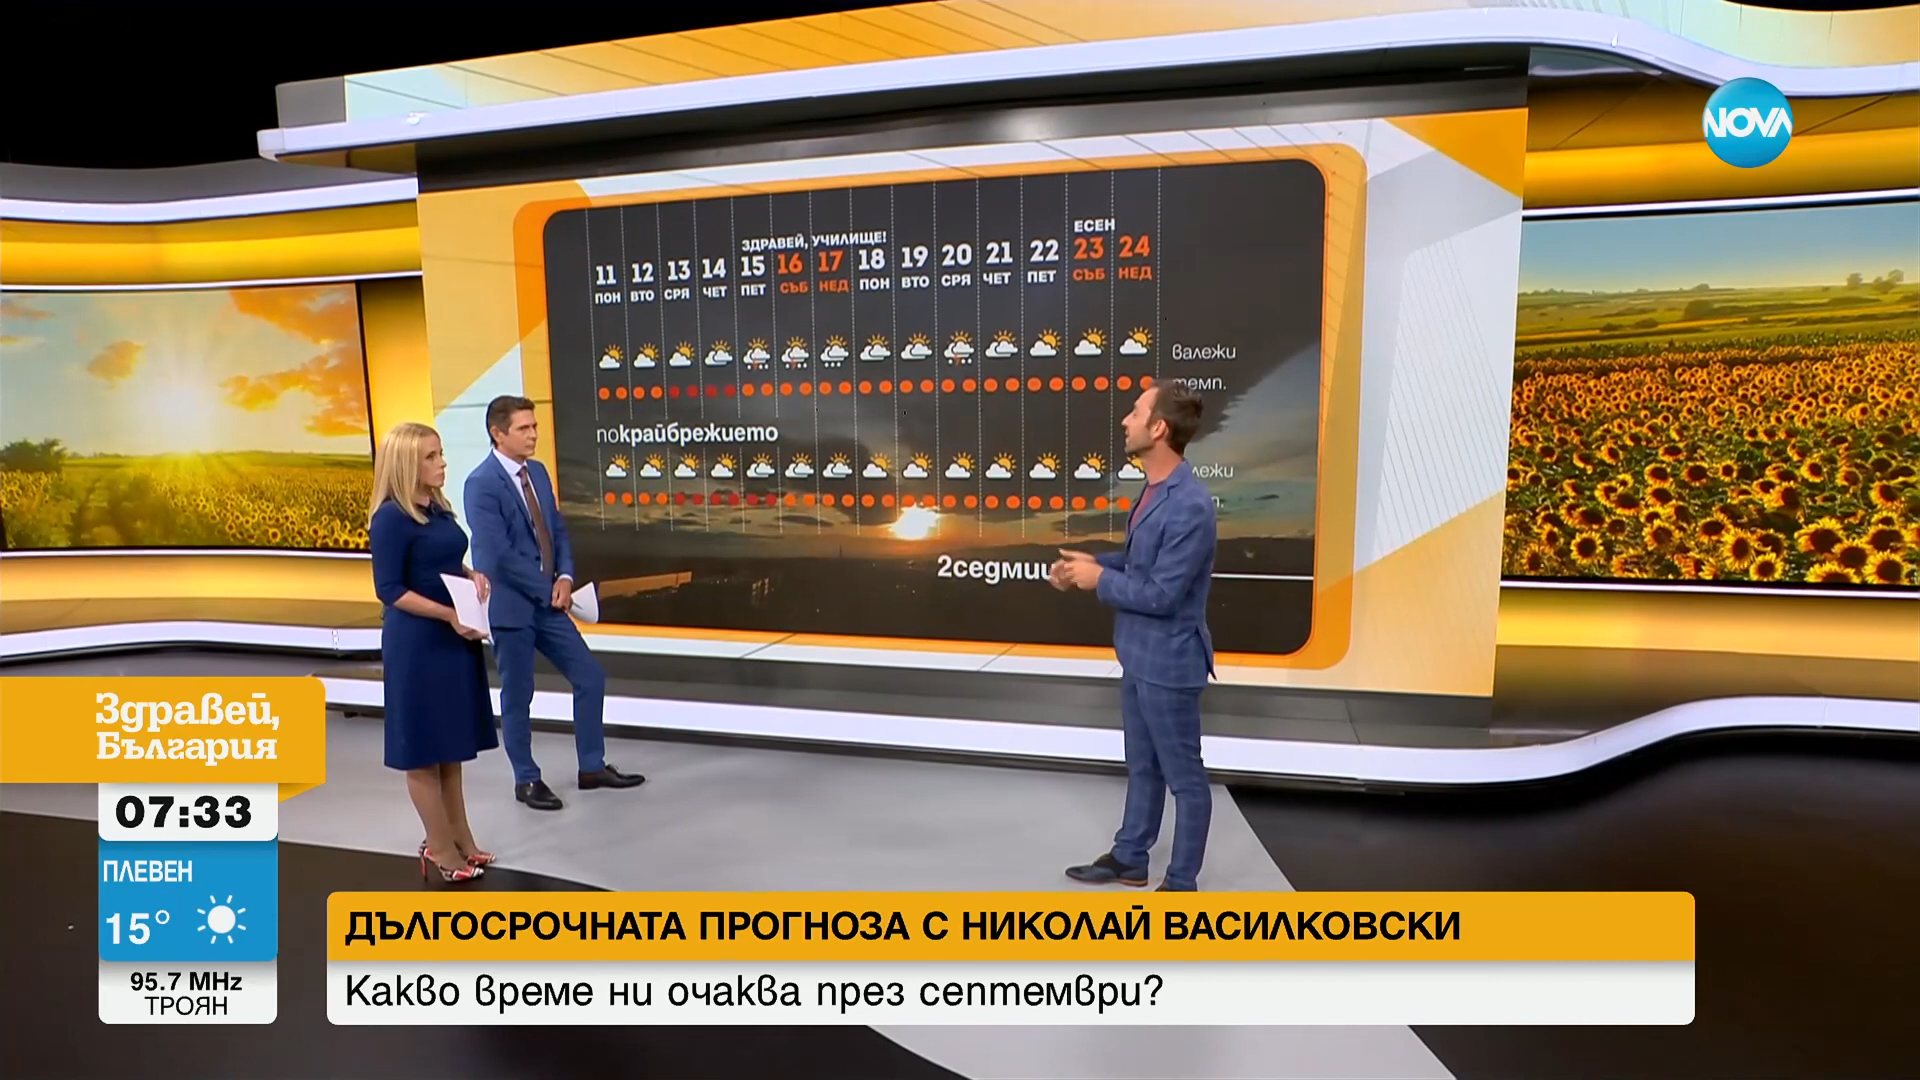 NOVA
ЗДРАВЕЙ, УЧИЛИЩЕ!
ЕСЕН
11 12 13 14 15 16 17 18 19 20 21 22 23 24
ПОН ВТО СРЯ ЧЕТ ПЕТ СЪБ НЕД ПОН ВТО СРЯ ЧЕТ ПЕТ СЪБ НЕД
валежи
темп.
покрайбрежието
2седмиц
Здравей,
България
07:33
ПЛЕВЕН
15°
95.7 MHz
ТРОЯН
ДЪЛГОСРОЧНАТА ПРОГНОЗА С НИКОЛАЙ ВАСИЛКОВСКИ
Какво време ни очаква през септември?